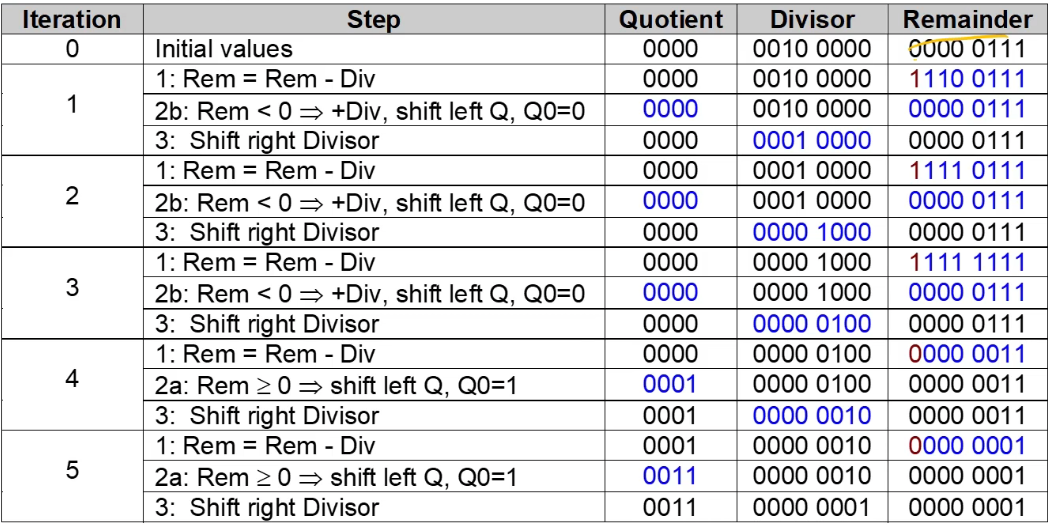 Iteration Step Quotient Divisor Remainder
0 Initial values 0000 0010 0000 0000 0111
1: Rem = Rem - Div 0000 0010 0000 1110 0111
1 2b: Rem < 0 ⇒ +Div, shift left Q, Q0=0 0000 0010 0000 0000 0111
3: Shift right Divisor 0000 0001 0000 0000 0111
1: Rem = Rem - Div 0000 0001 0000 1111 0111
2 2b: Rem < 0 ⇒ +Div, shift left Q, Q0=0 0000 0001 0000 0000 0111
3: Shift right Divisor 0000 0000 1000 0000 0111
1: Rem = Rem - Div 0000 0000 1000 1111 1111
3 2b: Rem < 0 ⇒ +Div, shift left Q, Q0=0 0000 0000 1000 0000 0111
3: Shift right Divisor 0000 0000 0100 0000 0111
1: Rem = Rem - Div 0000 0000 0100 0000 0011
4 2a: Rem ≥ 0 ⇒ shift left Q, Q0=1 0001 0000 0100 0000 0011
3: Shift right Divisor 0001 0000 0010 0000 0011
1: Rem = Rem - Div 0001 0000 0010 0000 0001
5 2a: Rem ≥ 0 ⇒ shift left Q, Q0=1 0011 0000 0010 0000 0001
3: Shift right Divisor 0011 0000 0001 0000 0001